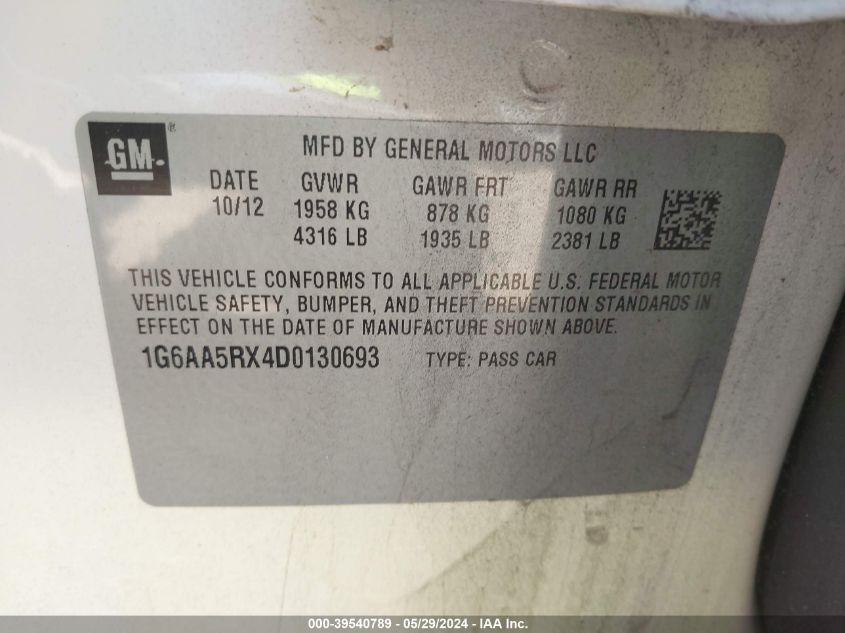 GM ®
MFD BY GENERAL MOTORS LLC
DATE GVWR GAWR FRT GAWR RR
10/12 1958 KG 878 KG 1080 KG
4316 LB 1935 LB 2381 LB
THIS VEHICLE CONFORMS TO ALL APPLICABLE U.S. FEDERAL MOTOR
VEHICLE SAFETY, BUMPER, AND THEFT PREVENTION STANDARDS IN
EFFECT ON THE DATE OF MANUFACTURE SHOWN ABOVE.
1G6AA5RX4D0130693 TYPE: PASS CAR
000-39540789 - 05/29/2024 - IAA Inc.